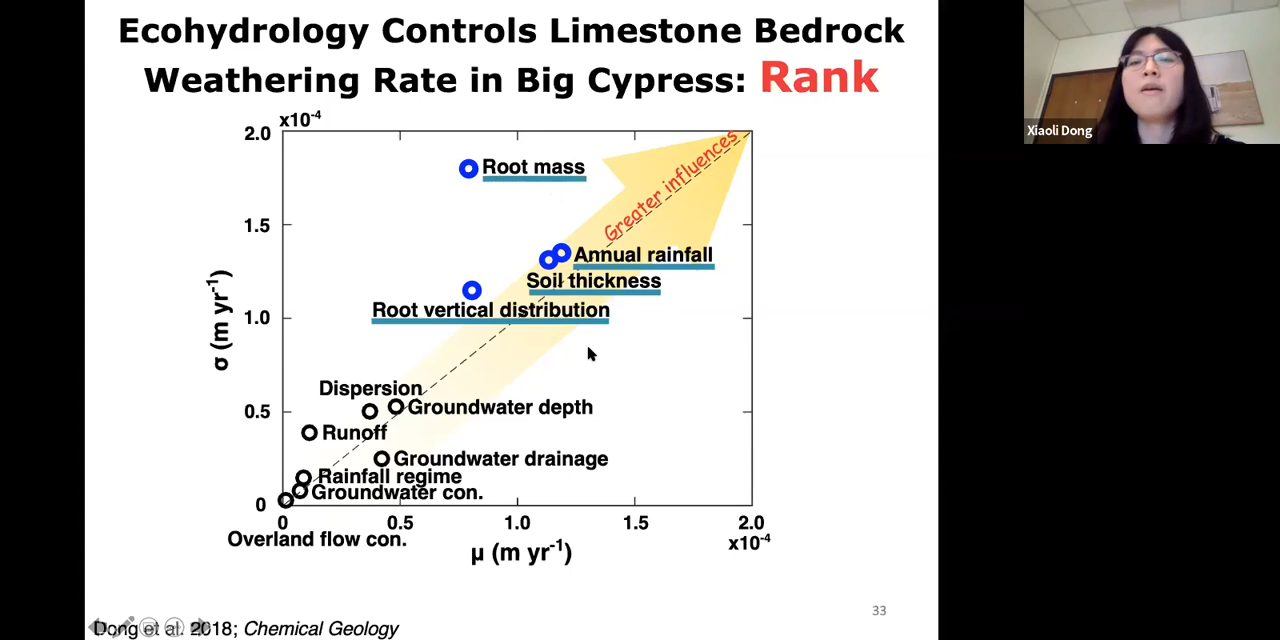 Ecohydrology Controls Limestone Bedrock
Weathering Rate in Big Cypress: Rank
x10-4
2.0
1.5
1.0
0.5
0
σ (m yr-1)
Root mass
Greater influences
Annual rainfall
Soil thickness
Root vertical distribution
Dispersion
Groundwater depth
Runoff
Groundwater drainage
Rainfall regime
Groundwater con.
Overland flow con.
0
0.5
1.0
1.5
2.0
x10-4
µ (m yr-1)
33
Dong et al. 2018; Chemical Geology
Xiaoli Dong